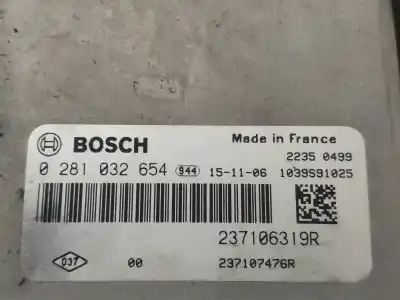 BOSCH Made in France
2235 0499
0 281 032 654 944 15-11-06 1039S91025
237106319R
037 00 237107476R